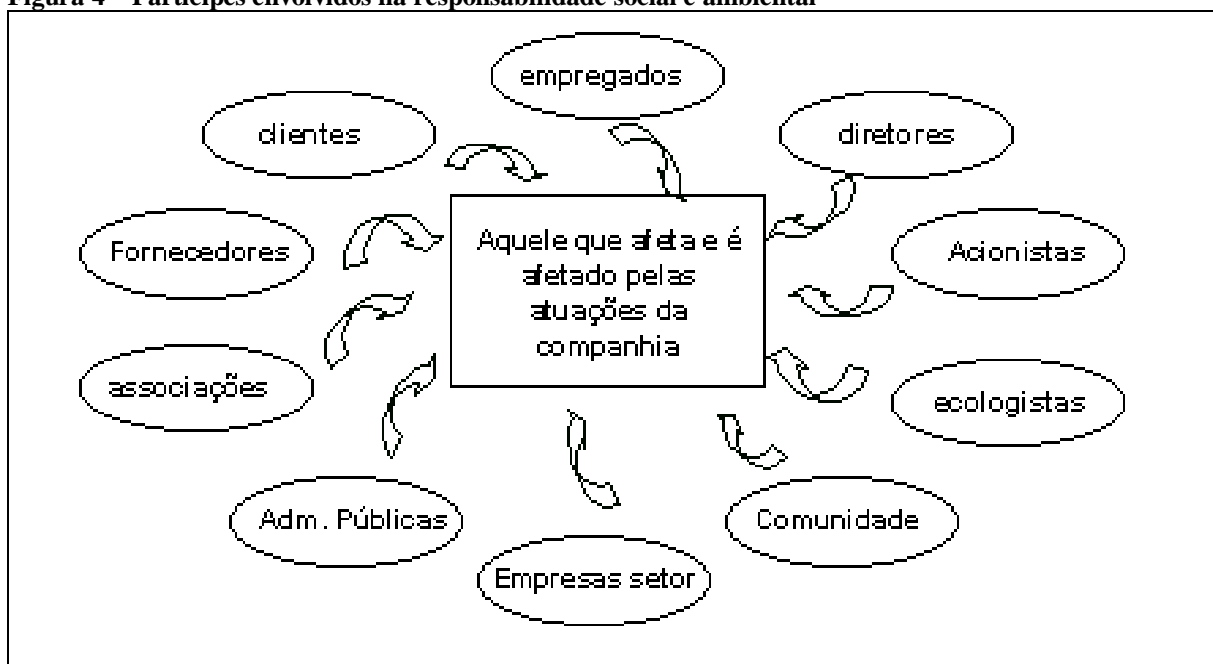 Figura 4 – Partícipes envolvidos na responsabilidade social e ambiental
empregados
clientes
diretores
Fornecedores
Aquele que afeta e é
afetado pelas
atuações da
companhia
Acionistas
associações
ecologistas
Adm. Públicas
Comunidade
Empresas setor